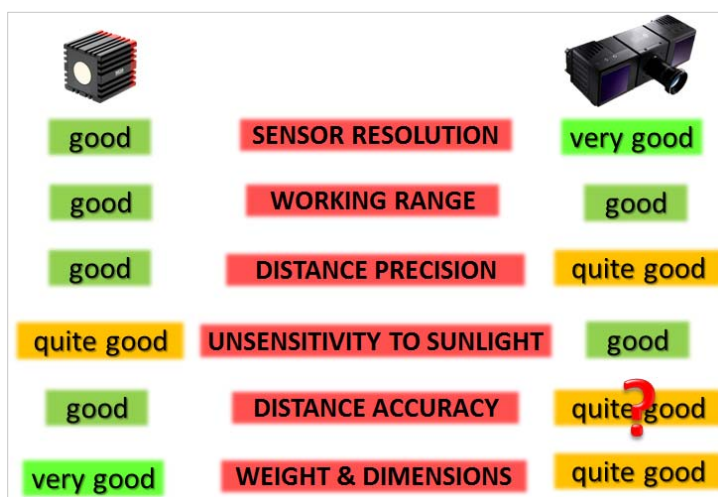 good SENSOR RESOLUTION very good
good WORKING RANGE good
good DISTANCE PRECISION quite good
quite good UNSENSITIVITY TO SUNLIGHT good
good DISTANCE ACCURACY quite good ?
very good WEIGHT & DIMENSIONS quite good